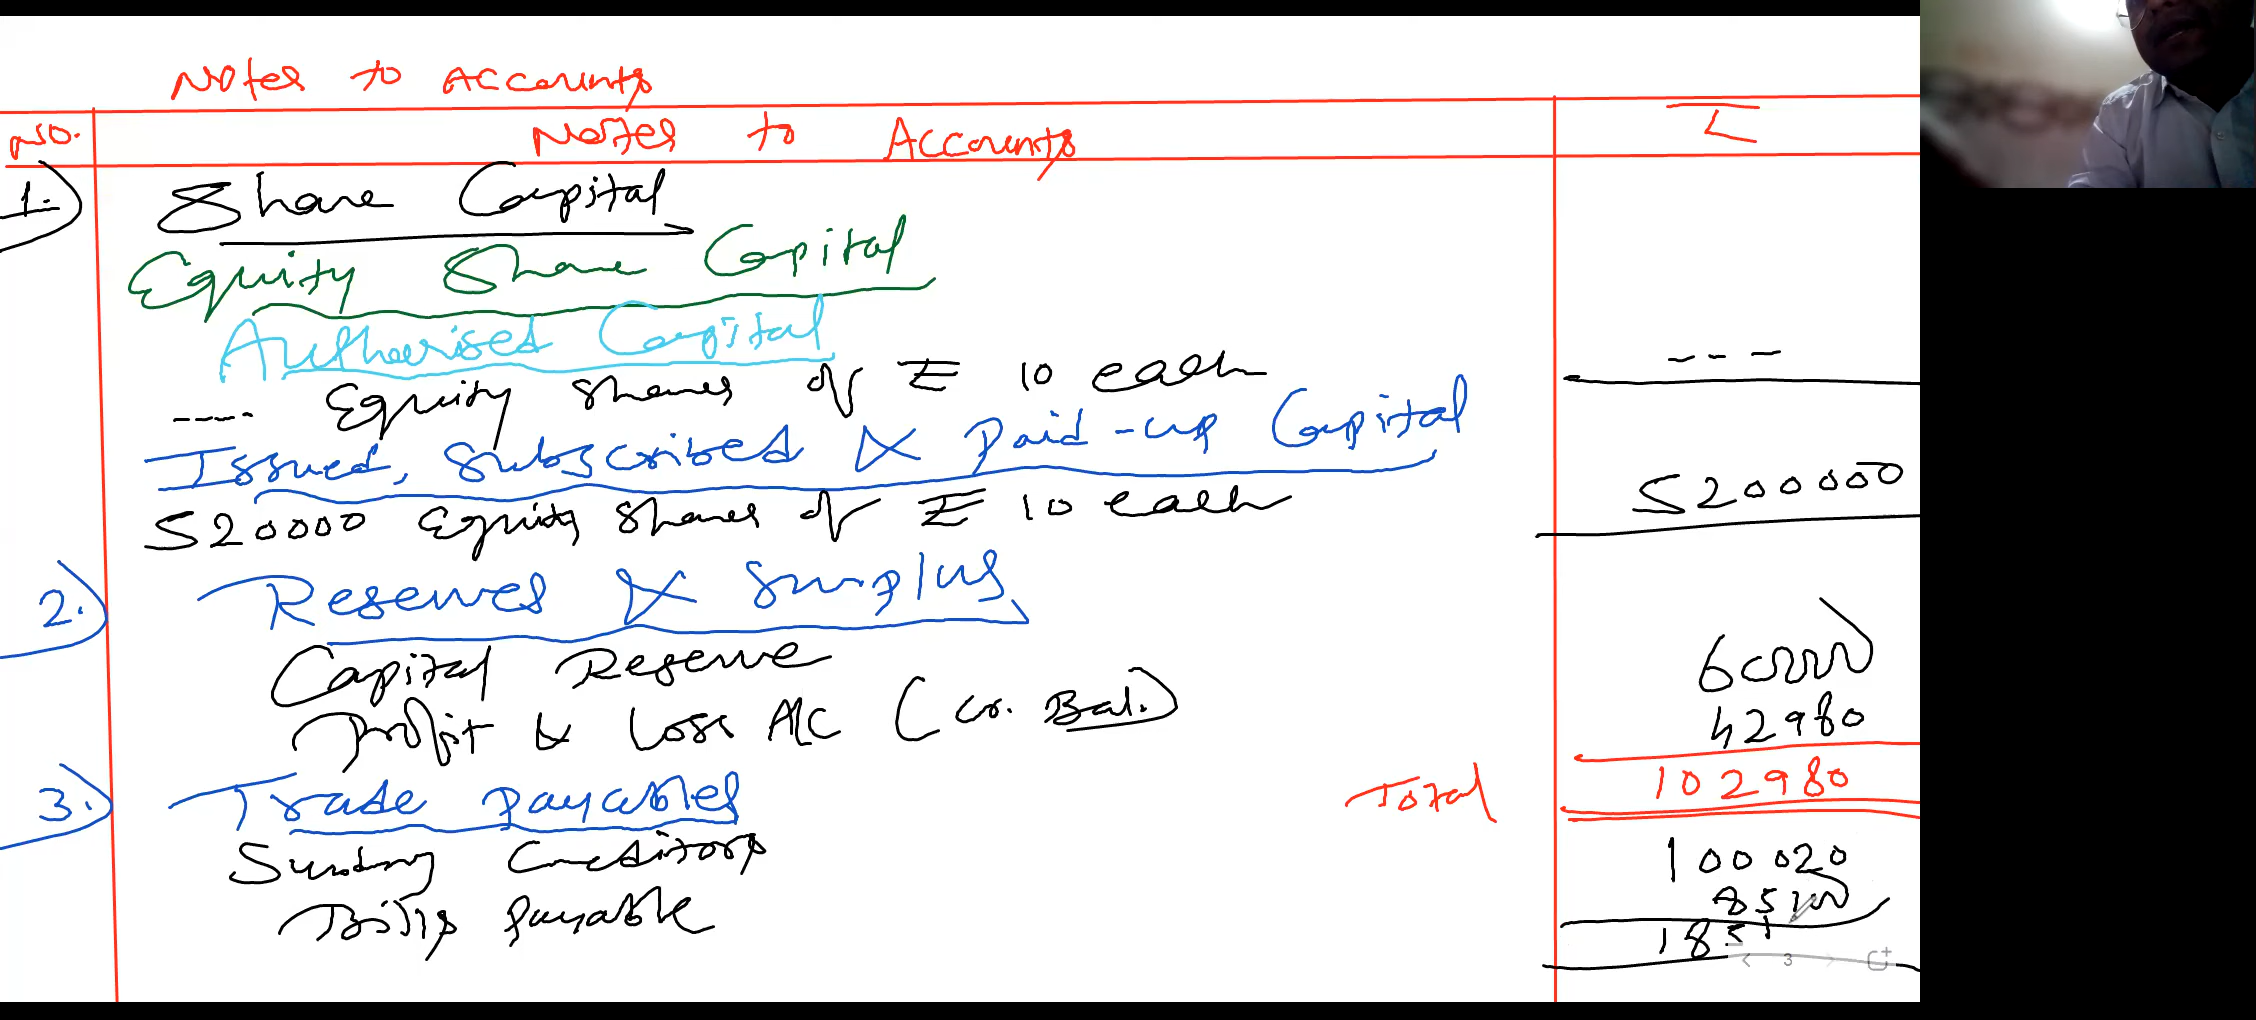 Notes to Accounts
No. Notes to Accounts ₹
1. Share Capital
Equity Share Capital
Authorised Capital
---- Equity Shares of ₹ 10 each ---
Issued, Subscribed & Paid-up Capital
520000 Equity Shares of ₹ 10 each 5200000
2. Reserves & Surplus
Capital Reserve 60000
Profit & Loss A/C (Cr. Bal.) 42980
Total 102980
3. Trade Payables
Sundry Creditors 100020
Bills Payable 85100
1851
3